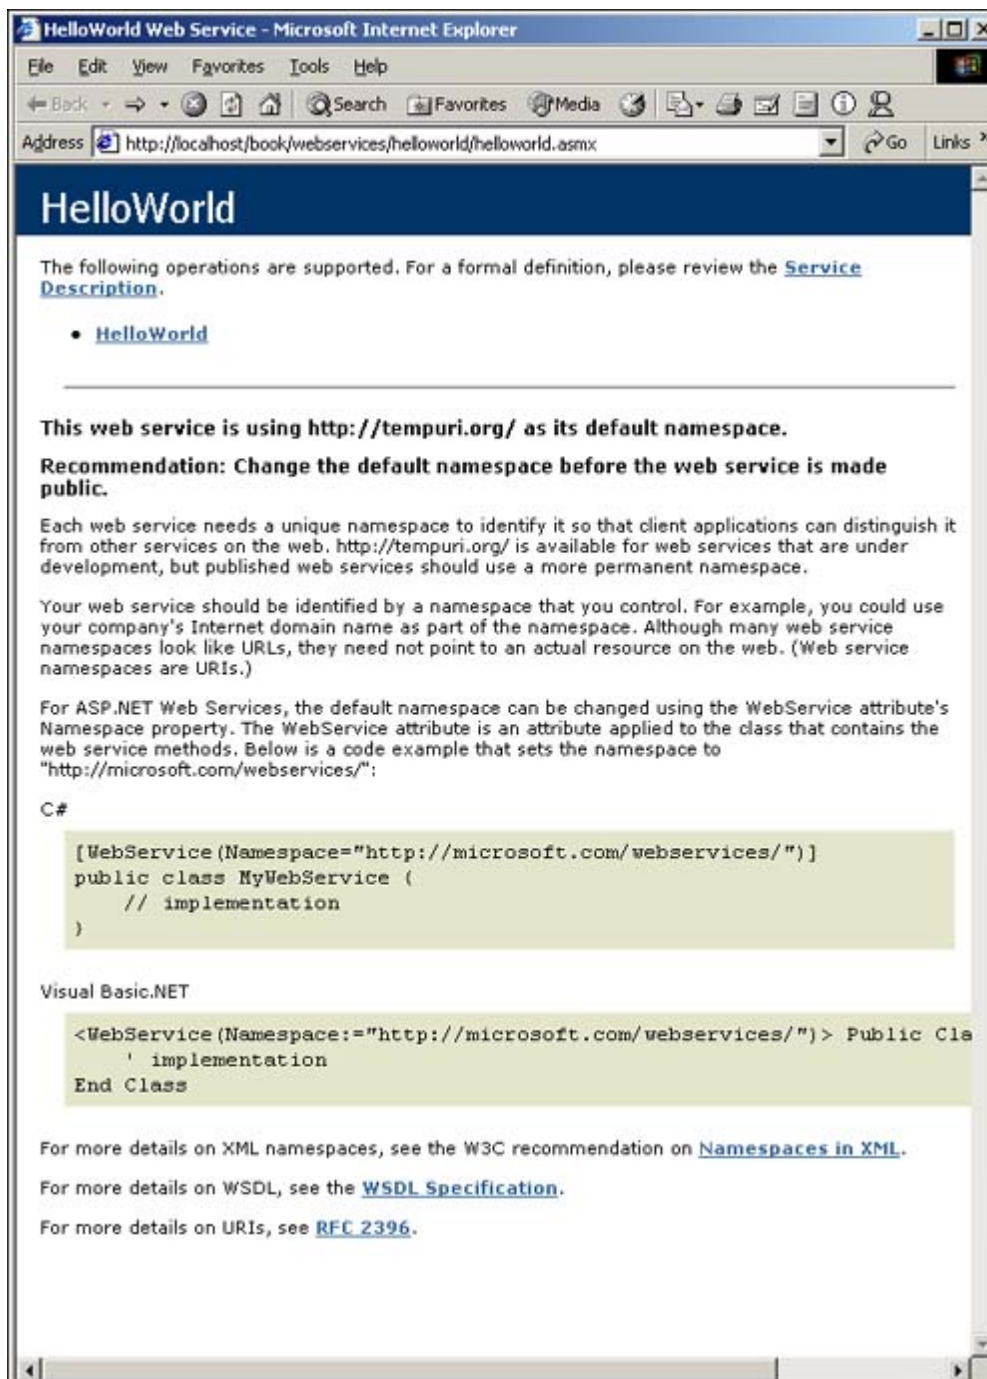 HelloWorld Web Service - Microsoft Internet Explorer
File Edit View Favorites Tools Help
Back Search Favorites Media
Address http://localhost/book/webservices/helloworld/helloworld.asmx Go Links
HelloWorld
The following operations are supported. For a formal definition, please review the Service
Description.
• HelloWorld
This web service is using http://tempuri.org/ as its default namespace.
Recommendation: Change the default namespace before the web service is made
public.
Each web service needs a unique namespace to identify it so that client applications can distinguish it
from other services on the web. http://tempuri.org/ is available for web services that are under
development, but published web services should use a more permanent namespace.
Your web service should be identified by a namespace that you control. For example, you could use
your company's Internet domain name as part of the namespace. Although many web service
namespaces look like URLs, they need not point to an actual resource on the web. (Web service
namespaces are URIs.)
For ASP.NET Web Services, the default namespace can be changed using the WebService attribute's
Namespace property. The WebService attribute is an attribute applied to the class that contains the
web service methods. Below is a code example that sets the namespace to
"http://microsoft.com/webservices/":
C#
[WebService(Namespace="http://microsoft.com/webservices/")]
public class MyWebService {
// implementation
}
Visual Basic.NET
<WebService(Namespace:="http://microsoft.com/webservices/")> Public Cla
' implementation
End Class
For more details on XML namespaces, see the W3C recommendation on Namespaces in XML.
For more details on WSDL, see the WSDL Specification.
For more details on URIs, see RFC 2396.